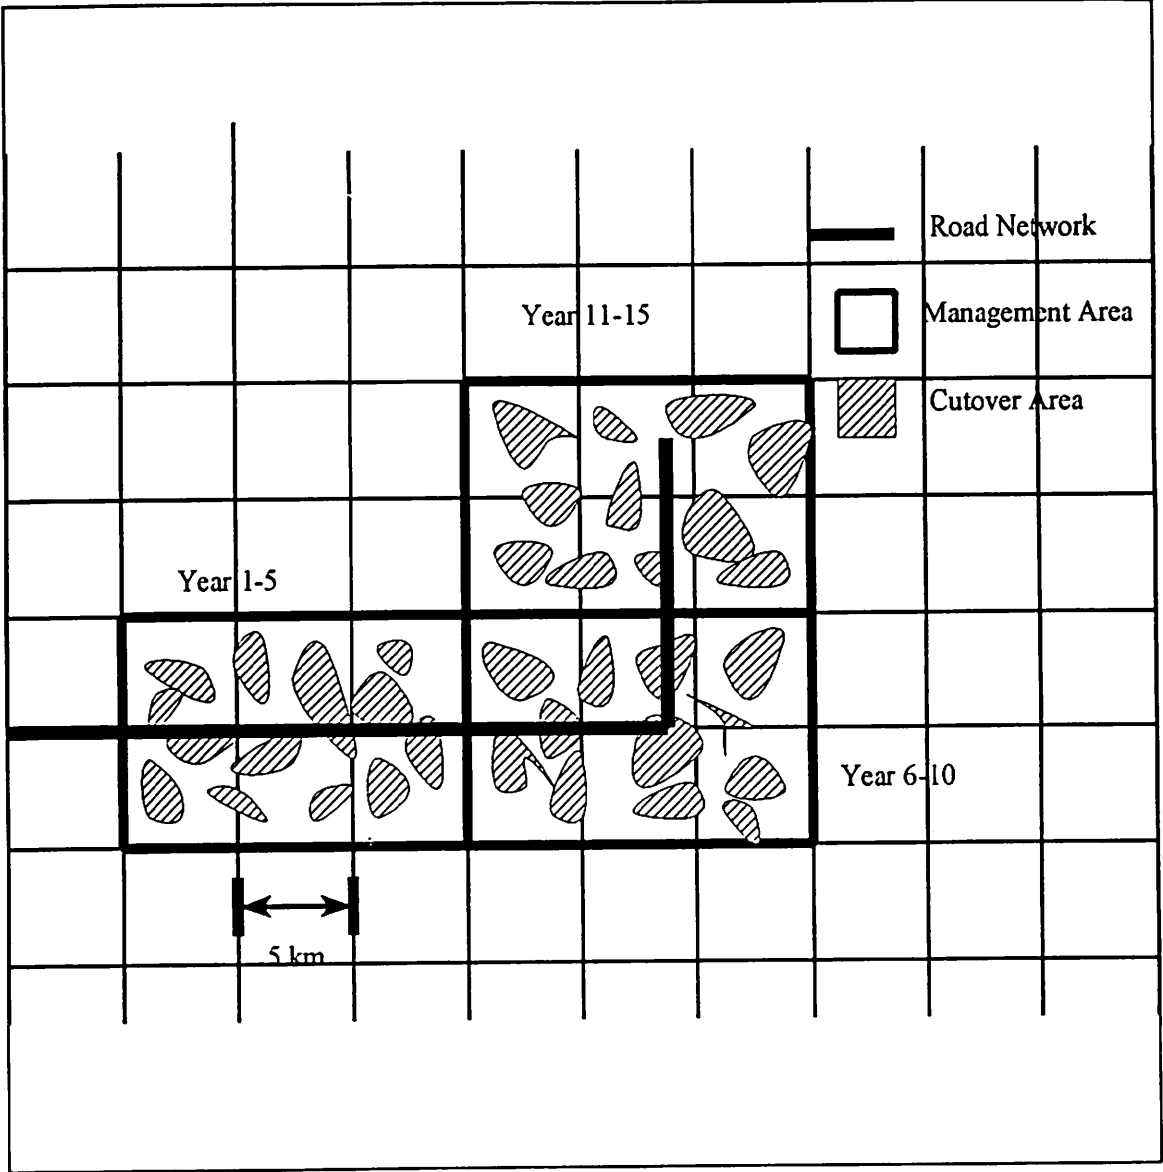 Road Network
Year 11-15
Management Area
Cutover Area
Year 1-5
Year 6-10
5 km